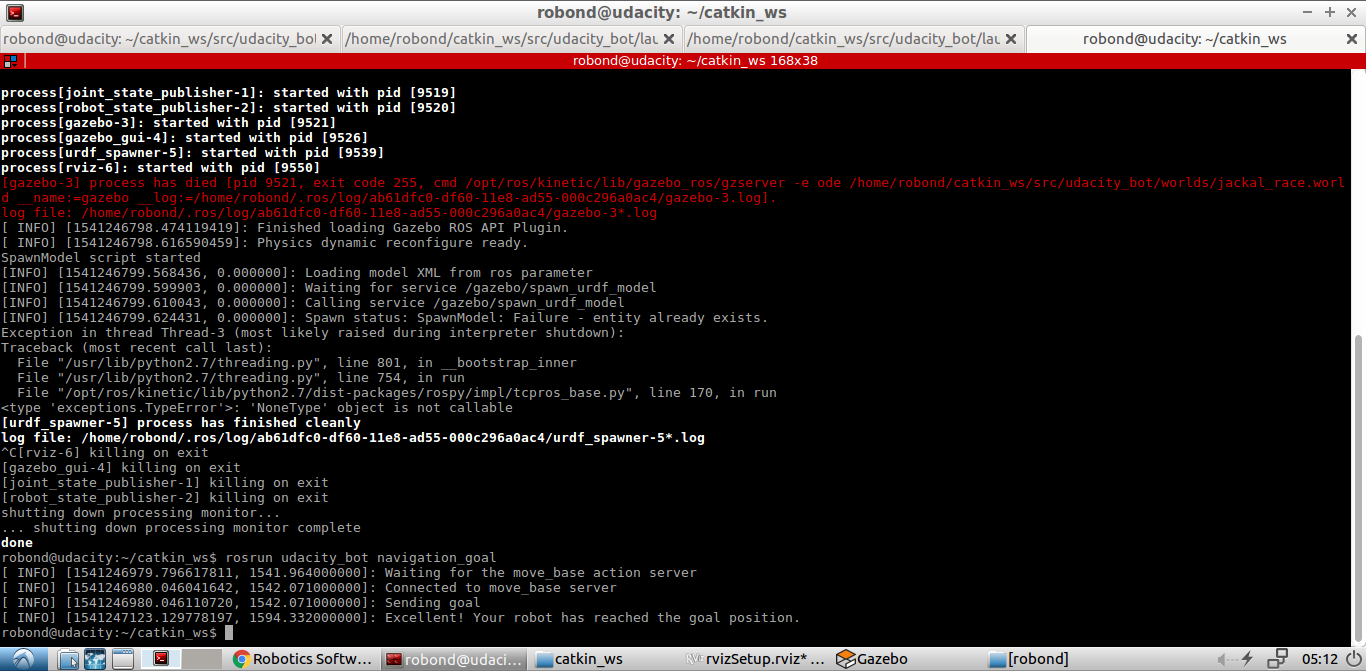 robond@udacity: ~/catkin_ws
robond@udacity: ~/catkin_ws/src/udacity_bot
/home/robond/catkin_ws/src/udacity_bot/lau
/home/robond/catkin_ws/src/udacity_bot/lau
robond@udacity: ~/catkin_ws
robond@udacity: ~/catkin_ws 168x38
process[joint_state_publisher-1]: started with pid [9519]
process[robot_state_publisher-2]: started with pid [9520]
process[gazebo-3]: started with pid [9521]
process[gazebo_gui-4]: started with pid [9526]
process[urdf_spawner-5]: started with pid [9539]
process[rviz-6]: started with pid [9550]
[gazebo-3] process has died [pid 9521, exit code 255, cmd /opt/ros/kinetic/lib/gazebo_ros/gzserver -e ode /home/robond/catkin_ws/src/udacity_bot/worlds/jackal_race.worl
d __name:=gazebo __log:=/home/robond/.ros/log/ab61dfc0-df60-11e8-ad55-000c296a0ac4/gazebo-3.log].
log file: /home/robond/.ros/log/ab61dfc0-df60-11e8-ad55-000c296a0ac4/gazebo-3*.log
[ INFO] [1541246798.474119419]: Finished loading Gazebo ROS API Plugin.
[ INFO] [1541246798.616590459]: Physics dynamic reconfigure ready.
SpawnModel script started
[INFO] [1541246799.568436, 0.000000]: Loading model XML from ros parameter
[INFO] [1541246799.599903, 0.000000]: Waiting for service /gazebo/spawn_urdf_model
[INFO] [1541246799.610043, 0.000000]: Calling service /gazebo/spawn_urdf_model
[INFO] [1541246799.624431, 0.000000]: Spawn status: SpawnModel: Failure - entity already exists.
Exception in thread Thread-3 (most likely raised during interpreter shutdown):
Traceback (most recent call last):
  File "/usr/lib/python2.7/threading.py", line 801, in __bootstrap_inner
  File "/usr/lib/python2.7/threading.py", line 754, in run
  File "/opt/ros/kinetic/lib/python2.7/dist-packages/rospy/impl/tcpros_base.py", line 170, in run
<type 'exceptions.TypeError'>: 'NoneType' object is not callable
[urdf_spawner-5] process has finished cleanly
log file: /home/robond/.ros/log/ab61dfc0-df60-11e8-ad55-000c296a0ac4/urdf_spawner-5*.log
^C[rviz-6] killing on exit
[gazebo_gui-4] killing on exit
[joint_state_publisher-1] killing on exit
[robot_state_publisher-2] killing on exit
shutting down processing monitor...
... shutting down processing monitor complete
done
robond@udacity:~/catkin_ws$ rosrun udacity_bot navigation_goal
[ INFO] [1541246979.796617811, 1541.964000000]: Waiting for the move_base action server
[ INFO] [1541246980.046041642, 1542.071000000]: Connected to move_base server
[ INFO] [1541246980.046110720, 1542.071000000]: Sending goal
[ INFO] [1541247123.129778197, 1594.332000000]: Excellent! Your robot has reached the goal position.
robond@udacity:~/catkin_ws$
Robotics Softw...
robond@udaci...
catkin_ws
rvizSetup.rviz* ...
Gazebo
[robond]
05:12